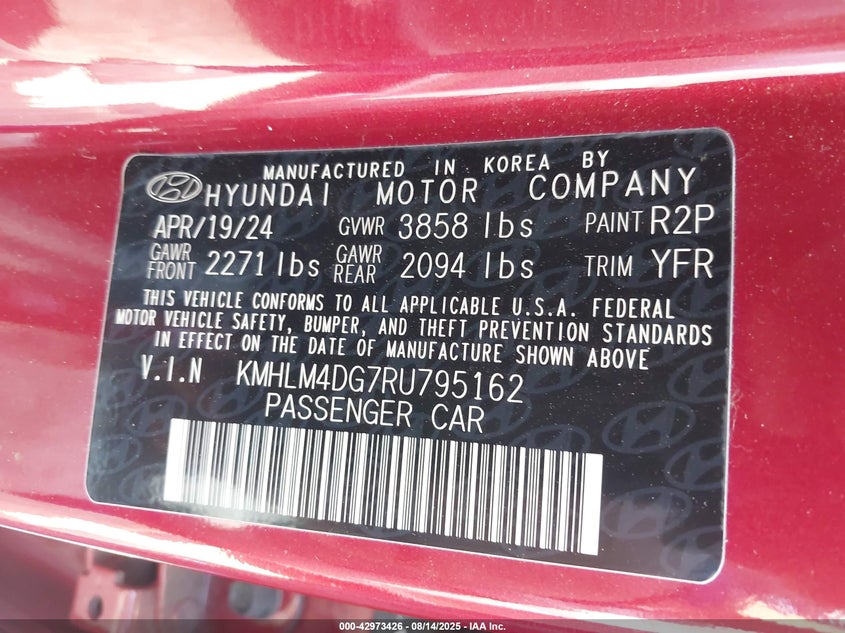 MANUFACTURED IN KOREA BY
HYUNDAI MOTOR COMPANY
APR/19/24 GVWR 3858 lbs PAINT R2P
GAWR FRONT 2271 lbs GAWR REAR 2094 lbs TRIM YFR
THIS VEHICLE CONFORMS TO ALL APPLICABLE U.S.A. FEDERAL
MOTOR VEHICLE SAFETY, BUMPER, AND THEFT PREVENTION STANDARDS
IN EFFECT ON THE DATE OF MANUFACTURE SHOWN ABOVE
V.I.N KMHLM4DG7RU795162
PASSENGER CAR
000-42973426 - 08/14/2025 - IAA Inc.